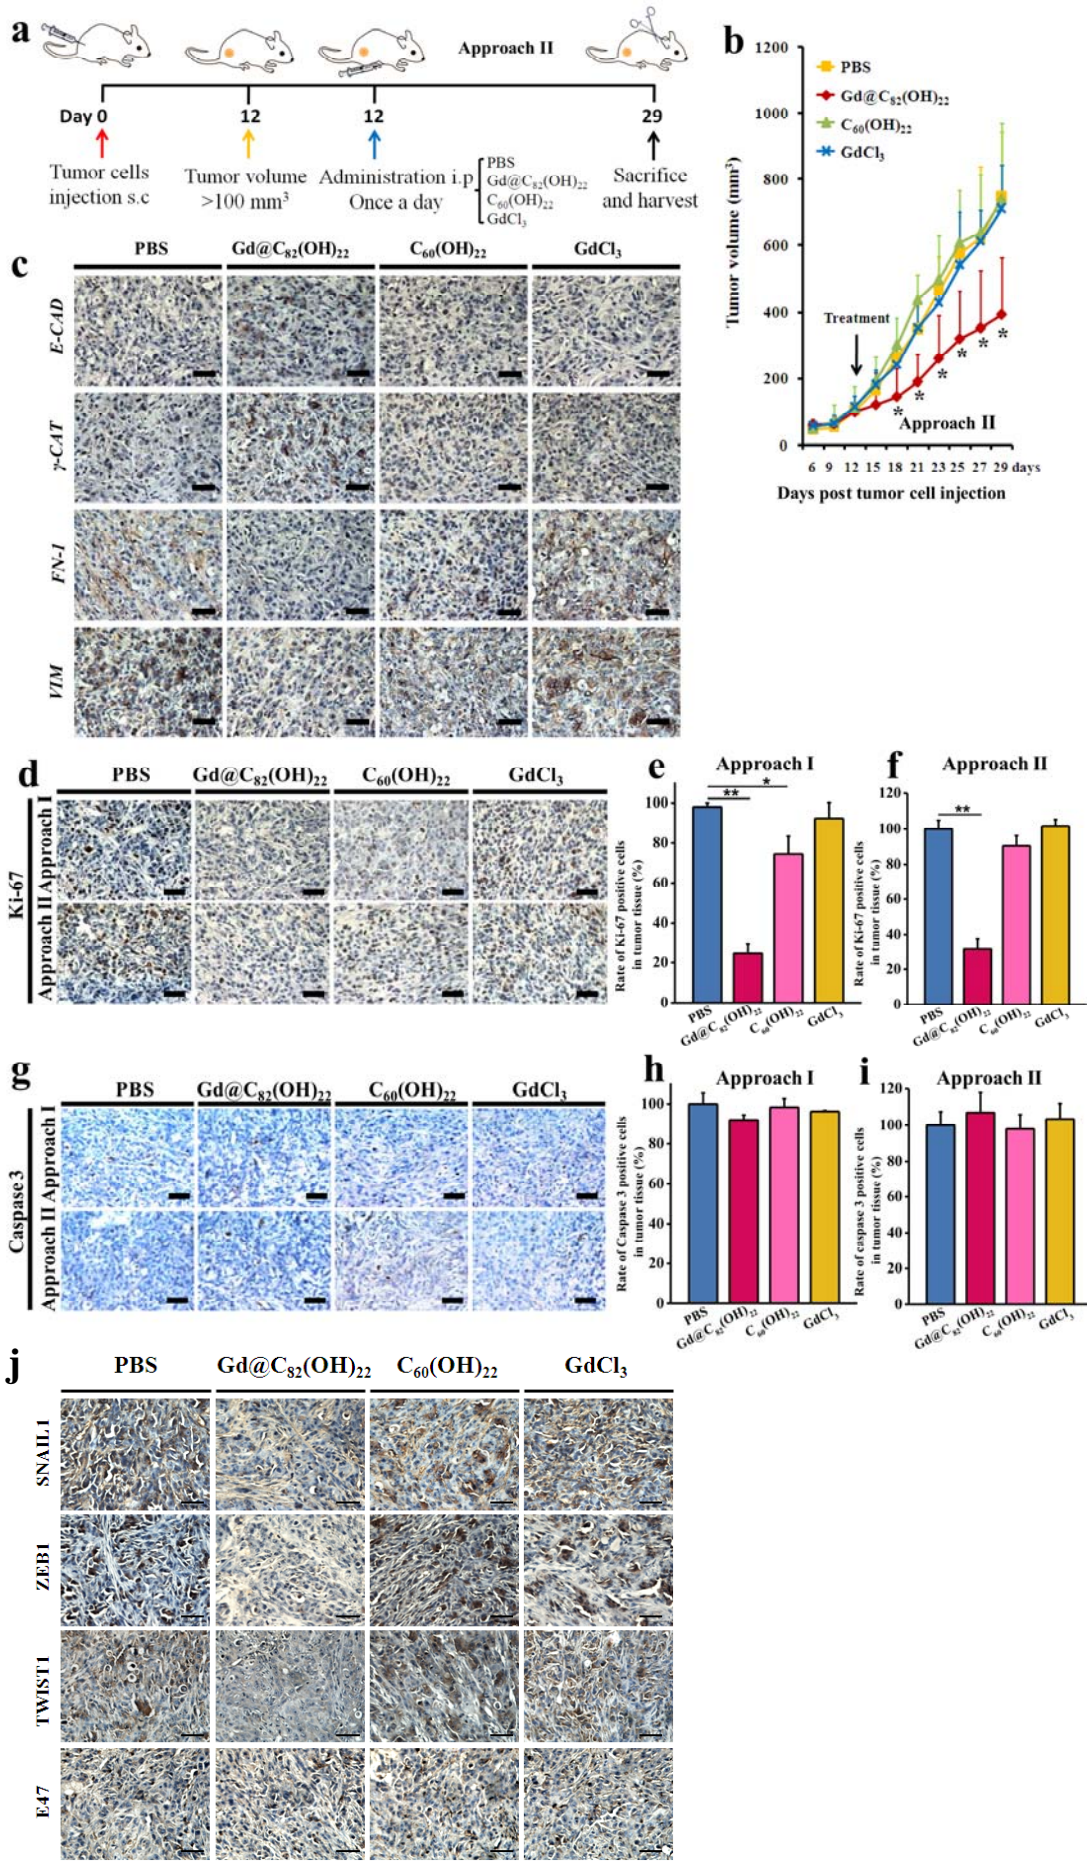 a
Approach II
Day 0
12
12
29
Tumor cells
injection s.c
Tumor volume
>100 mm³
Administration i.p
Once a day
PBS
Gd@C₈₂(OH)₂₂
C₆₀(OH)₂₂
GdCl₃
Sacrifice
and harvest
b
1200
1000
800
600
400
200
0
Tumor volume (mm³)
PBS
Gd@C₈₂(OH)₂₂
C₆₀(OH)₂₂
GdCl₃
Treatment
* * * * * *
Approach II
6 9 12 15 18 21 23 25 27 29 days
Days post tumor cell injection
c
PBS Gd@C₈₂(OH)₂₂ C₆₀(OH)₂₂ GdCl₃
E-CAD
γ-CAT
FN-1
VIM
d
PBS Gd@C₈₂(OH)₂₂ C₆₀(OH)₂₂ GdCl₃
Ki-67
Approach I
Approach II
e
Approach I
Rate of Ki-67 positive cells
in tumor tissue (%)
100
80
60
40
20
0
**
*
PBS
Gd@C₈₂(OH)₂₂
C₆₀(OH)₂₂
GdCl₃
f
Approach II
Rate of Ki-67 positive cells
in tumor tissue (%)
120
100
80
60
40
20
0
**
PBS
Gd@C₈₂(OH)₂₂
C₆₀(OH)₂₂
GdCl₃
g
PBS Gd@C₈₂(OH)₂₂ C₆₀(OH)₂₂ GdCl₃
Caspase 3
Approach I
Approach II
h
Approach I
Rate of Caspase 3 positive cells
in tumor tissue (%)
100
80
60
40
20
0
PBS
Gd@C₈₂(OH)₂₂
C₆₀(OH)₂₂
GdCl₃
i
Approach II
Rate of caspase 3 positive cells
in tumor tissue (%)
120
100
80
60
40
20
0
PBS
Gd@C₈₂(OH)₂₂
C₆₀(OH)₂₂
GdCl₃
j
PBS Gd@C₈₂(OH)₂₂ C₆₀(OH)₂₂ GdCl₃
SNAIL1
ZEB1
TWIST1
E47